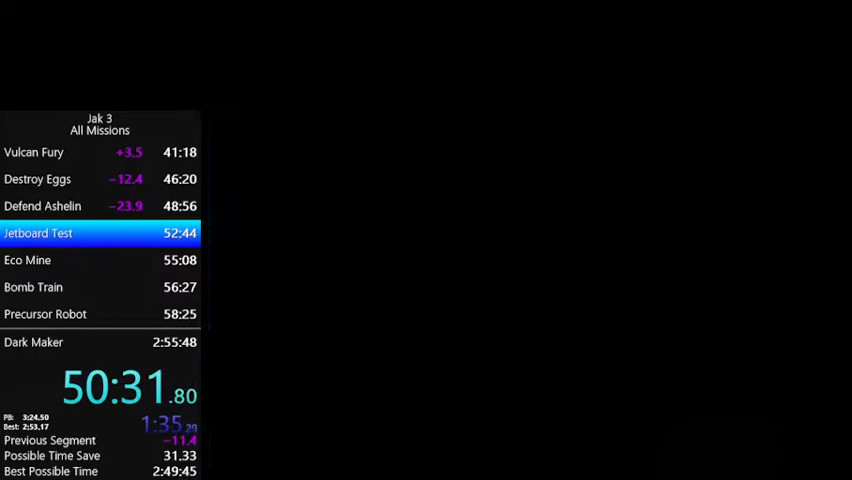 Jak 3
All Missions
Vulcan Fury +3.5 41:18
Destroy Eggs −12.4 46:20
Defend Ashelin −23.9 48:56
Jetboard Test 52:44
Eco Mine 55:08
Bomb Train 56:27
Precursor Robot 58:25
Dark Maker 2:55:48
50:31.80
PB: 3:24.50 1:35.29
Best: 2:53.17
Previous Segment −11.4
Possible Time Save 31.33
Best Possible Time 2:49:45